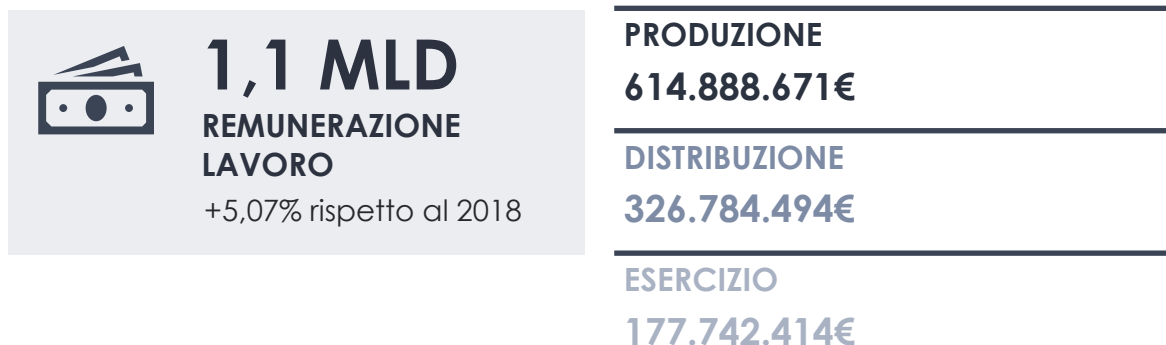 1,1 MLD
REMUNERAZIONE
LAVORO
+5,07% rispetto al 2018
PRODUZIONE
614.888.671€
DISTRIBUZIONE
326.784.494€
ESERCIZIO
177.742.414€